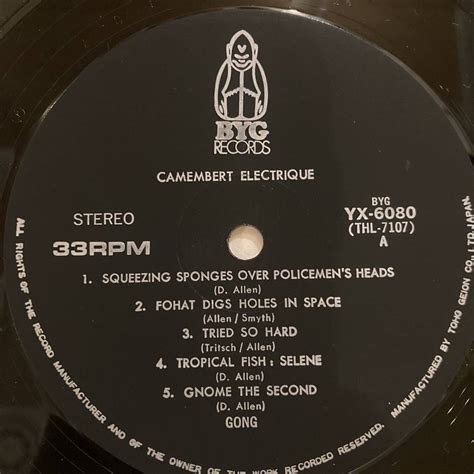 BYG
RECORDS
CAMEMBERT ELECTRIQUE
STEREO
33RPM
BYG
YX-6080
(THL-7107)
A
1. SQUEEZING SPONGES OVER POLICEMEN'S HEADS
(D. Allen)
2. FOHAT DIGS HOLES IN SPACE
(Allen / Smyth)
3. TRIED SO HARD
(Tritsch / Allen)
4. TROPICAL FISH : SELENE
(D. Allen)
5. GNOME THE SECOND
(D. Allen)
GONG
ALL RIGHTS OF THE RECORD MANUFACTURER AND OF THE OWNER OF THE WORK RECORDED RESERVED. MANUFACTURED BY TOHO GEION CO., LTD JAPAN.